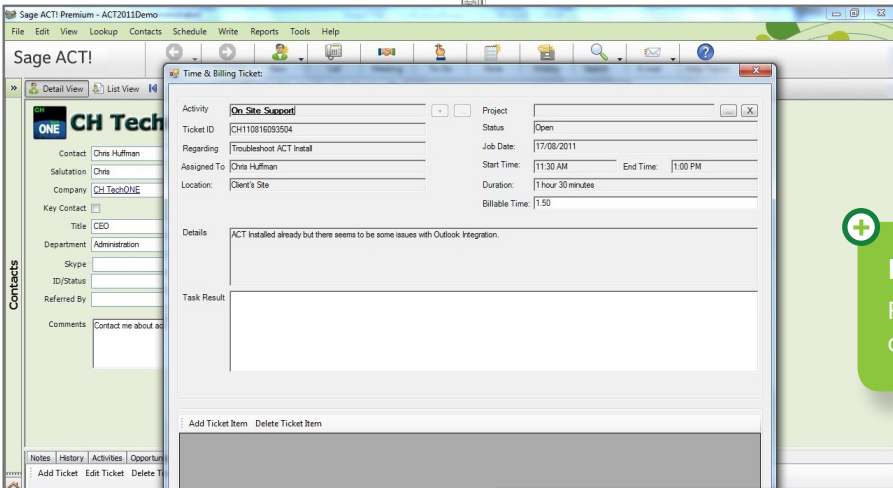 Sage ACT! Premium - ACT2011Demo
File Edit View Lookup Contacts Schedule Write Reports Tools Help
Sage ACT!
Time & Billing Ticket:
Detail View List View
CH
ONE CH Tech
Contact Chris Huffman
Salutation Chris
Company CH TechONE
Key Contact
Title CEO
Department Administration
Skype
ID/Status
Referred By
Comments Contact me about ac
Contacts
Activity On Site Support
Ticket ID CH110816093504
Regarding Troubleshoot ACT Install
Assigned To Chris Huffman
Location: Client's Site
Project ... X
Status Open
Job Date: 17/08/2011
Start Time: 11:30 AM End Time: 1:00 PM
Duration: 1 hour 30 minutes
Billable Time: 1.50
Details ACT Installed already but there seems to be some issues with Outlook Integration.
Task Result
Add Ticket Item Delete Ticket Item
Notes History Activities Opportun
Add Ticket Edit Ticket Delete Ti